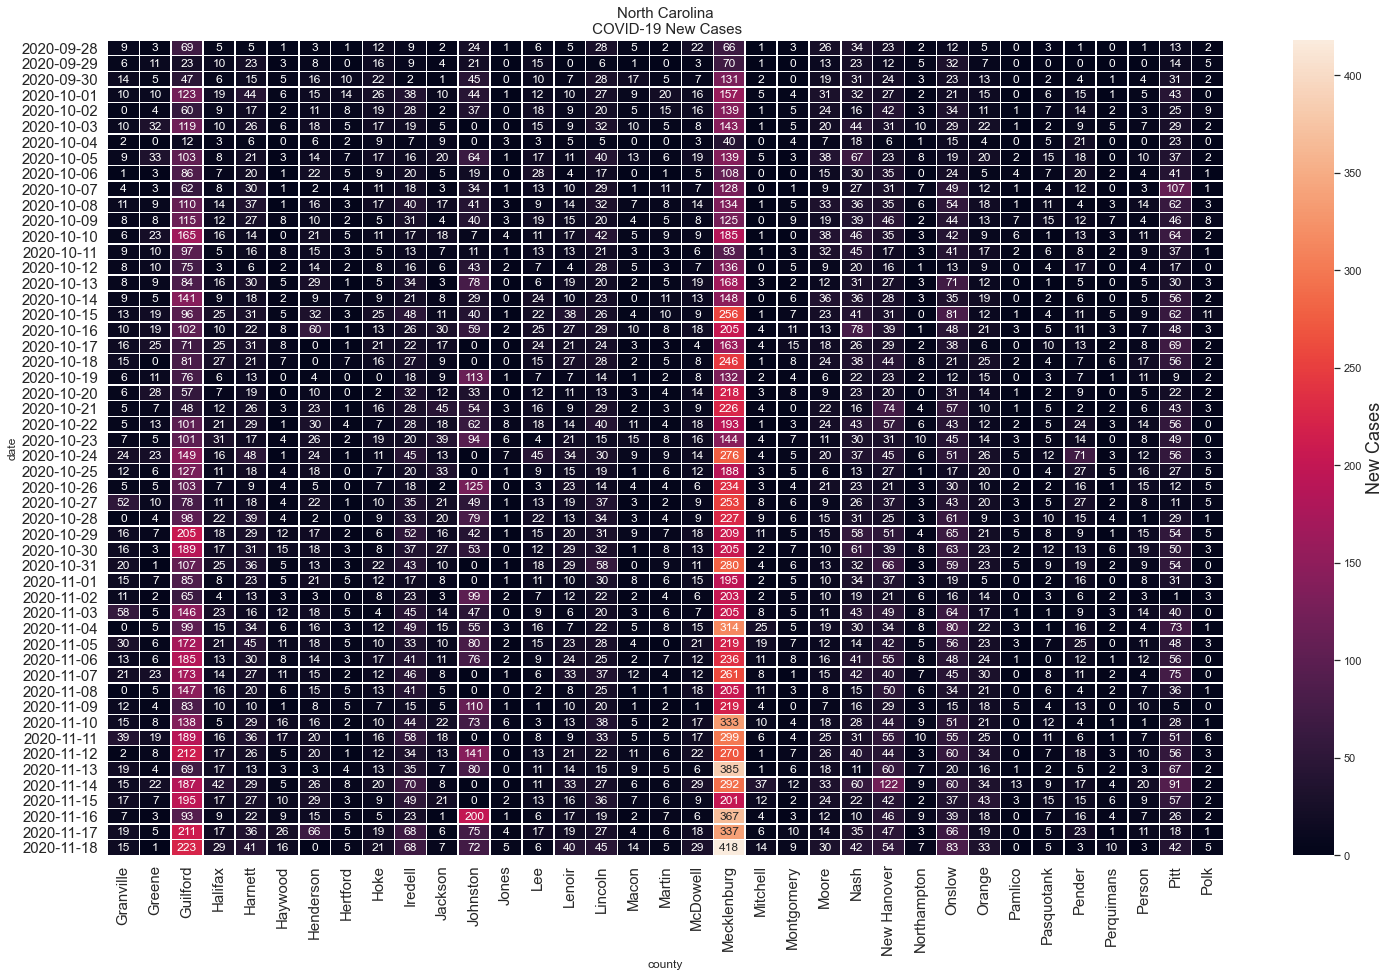 North Carolina
COVID-19 New Cases
2020-09-28 9 3 69 5 5 1 3 1 12 9 2 24 1 6 5 28 5 2 22 66 1 3 26 34 23 2 12 5 0 3 1 0 1 13 2
2020-09-29 6 11 23 10 23 3 8 0 16 9 4 21 0 15 0 6 1 0 3 70 1 0 13 23 12 5 32 7 0 0 0 0 0 14 5
2020-09-30 14 5 47 6 15 5 16 10 22 2 1 45 0 10 7 28 17 5 7 131 2 0 19 31 24 3 23 13 0 2 4 1 4 31 2
2020-10-01 10 10 123 19 44 6 15 14 26 38 10 44 1 12 10 27 9 20 16 157 5 4 31 32 27 2 21 15 0 6 15 1 5 43 0
2020-10-02 0 4 60 9 17 2 11 8 19 28 2 37 0 18 9 20 5 15 16 139 1 5 24 16 42 3 34 11 1 7 14 2 3 25 9
2020-10-03 10 32 119 10 26 6 18 5 17 19 5 0 0 15 9 32 10 5 8 143 1 5 20 44 31 10 29 22 1 2 9 5 7 29 2
2020-10-04 2 0 12 3 6 0 6 2 9 7 9 0 3 3 5 5 0 0 3 40 0 4 7 18 6 1 15 4 0 5 21 0 0 23 0
2020-10-05 9 33 103 8 21 3 14 7 17 16 20 64 1 17 11 40 13 6 19 139 5 3 38 67 23 8 19 20 2 15 18 0 10 37 2
2020-10-06 1 3 86 7 20 1 22 5 9 20 5 19 0 28 4 17 0 1 5 108 0 0 15 30 35 0 24 5 4 7 20 2 4 41 1
2020-10-07 4 3 62 8 30 1 2 4 11 18 3 34 1 13 10 29 1 11 7 128 0 1 9 27 31 7 49 12 1 4 12 0 3 107 1
2020-10-08 11 9 110 14 37 1 16 3 17 40 17 41 3 9 14 32 7 8 14 134 1 5 33 36 35 6 54 18 1 11 4 3 14 62 3
2020-10-09 8 8 115 12 27 8 10 2 5 31 4 40 3 19 15 20 4 5 8 125 0 9 19 39 46 2 44 13 7 15 12 7 4 46 8
2020-10-10 6 23 165 16 14 0 21 5 11 17 18 7 4 11 17 42 5 9 9 185 1 0 38 46 35 3 42 9 6 1 13 3 11 64 2
2020-10-11 9 10 97 5 16 8 15 3 5 13 7 11 1 13 13 21 3 3 6 93 1 3 32 45 17 3 41 17 2 6 8 2 9 37 1
2020-10-12 8 10 75 3 6 2 14 2 8 16 6 43 2 7 4 28 5 3 7 136 0 5 9 20 16 1 13 9 0 4 17 0 4 17 0
2020-10-13 8 9 84 16 30 5 29 1 5 34 3 78 0 6 19 20 2 5 19 168 3 2 12 31 27 3 71 12 0 1 5 0 5 30 3
2020-10-14 9 5 141 9 18 2 9 7 9 21 8 29 0 24 10 23 0 11 13 148 0 6 36 36 28 3 35 19 0 2 6 0 5 56 2
2020-10-15 13 19 96 25 31 5 32 3 25 48 11 40 1 22 38 26 4 10 9 256 1 7 23 41 31 0 81 12 1 4 11 5 9 62 11
2020-10-16 10 19 102 10 22 8 60 1 13 26 30 59 2 25 27 29 10 8 18 205 4 11 13 78 39 1 48 21 3 5 11 3 7 48 3
2020-10-17 16 25 71 25 31 8 0 1 21 22 17 0 0 24 21 24 3 3 4 163 4 15 18 26 29 2 38 6 0 10 13 2 8 69 2
2020-10-18 15 0 81 27 21 7 0 7 16 27 9 0 0 15 27 28 2 5 8 246 1 8 24 38 44 8 21 25 2 4 7 6 17 56 2
2020-10-19 6 11 76 6 13 0 4 0 0 18 9 113 1 7 7 14 1 2 8 132 2 4 6 22 23 2 12 15 0 3 7 1 11 9 2
2020-10-20 6 28 57 7 19 0 10 0 2 32 12 33 0 12 11 13 3 4 14 218 3 8 9 23 20 0 31 14 1 2 9 0 5 22 2
2020-10-21 5 7 48 12 26 3 23 1 16 28 45 54 3 16 9 29 2 3 9 226 4 0 22 16 74 4 57 10 1 5 2 2 6 43 3
2020-10-22 5 13 101 21 29 1 30 4 7 28 18 62 8 18 14 40 11 4 18 193 1 3 24 43 57 6 43 12 2 5 24 3 14 56 0
2020-10-23 7 5 101 31 17 4 26 2 19 20 39 94 6 4 21 15 15 8 16 144 4 7 11 30 31 10 45 14 3 5 14 0 8 49 0
2020-10-24 24 23 149 16 48 1 24 1 11 45 13 0 7 45 34 30 9 9 14 276 4 5 20 37 45 6 51 26 5 12 71 3 12 56 3
2020-10-25 12 6 127 11 18 4 18 0 7 20 33 0 1 9 15 19 1 6 12 188 3 5 6 13 27 1 17 20 0 4 27 5 16 27 5
2020-10-26 5 5 103 7 9 4 5 0 7 18 2 125 0 3 23 14 4 4 6 234 3 4 21 23 21 3 30 10 2 2 16 1 15 12 5
2020-10-27 52 10 78 11 18 4 22 1 10 35 21 49 1 13 19 37 3 2 9 253 8 6 9 26 37 3 43 20 3 5 27 2 8 11 5
2020-10-28 0 4 98 22 39 4 2 0 9 33 20 79 1 22 13 34 3 4 9 227 9 6 15 31 25 3 61 9 3 10 15 4 1 29 1
2020-10-29 16 7 205 18 29 12 17 2 6 52 16 42 1 15 20 31 9 7 18 209 11 5 15 58 51 4 65 21 5 8 9 1 15 54 5
2020-10-30 16 3 189 17 31 15 18 3 8 37 27 53 0 12 29 32 1 8 13 205 2 7 10 61 39 8 63 23 2 12 13 6 19 50 3
2020-10-31 20 1 107 25 36 5 13 3 22 43 10 0 1 18 29 58 0 9 11 280 4 6 13 32 66 3 59 23 5 9 19 2 9 54 0
2020-11-01 15 7 85 8 23 5 21 5 12 17 8 0 1 11 10 30 8 6 15 195 2 5 10 34 37 3 19 5 0 2 16 0 8 31 3
2020-11-02 11 2 65 4 13 3 3 0 8 23 3 99 2 7 12 22 2 4 6 203 2 5 10 19 21 6 16 14 0 3 6 2 3 1 3
2020-11-03 58 5 146 23 16 12 18 5 4 45 14 47 0 9 6 20 3 6 7 205 8 5 11 43 49 8 64 17 1 1 9 3 14 40 0
2020-11-04 0 5 99 15 34 6 16 3 12 49 15 55 3 16 7 22 5 8 15 314 25 5 19 30 34 8 80 22 3 1 16 2 4 73 1
2020-11-05 30 6 172 21 45 11 18 5 10 33 10 80 2 15 23 28 4 0 21 219 19 7 12 14 42 5 56 23 3 7 25 0 11 48 3
2020-11-06 13 6 185 13 30 8 14 3 17 41 11 76 2 9 24 25 2 7 12 236 11 8 16 41 55 8 48 24 1 0 12 1 12 56 0
2020-11-07 21 23 173 14 27 11 15 2 12 46 8 0 1 6 33 37 12 4 12 261 8 1 15 42 40 7 45 30 0 8 11 2 4 75 0
2020-11-08 0 5 147 16 20 6 15 5 13 41 5 0 0 2 8 25 1 1 18 205 11 3 8 15 50 6 34 21 0 6 4 2 7 36 1
2020-11-09 12 4 83 10 10 1 8 5 7 15 5 110 1 1 10 20 1 2 1 219 4 0 7 16 29 3 15 18 5 4 13 0 10 5 0
2020-11-10 15 8 138 5 29 16 16 2 10 44 22 73 6 3 13 38 5 2 17 333 10 4 18 28 44 9 51 21 0 12 4 1 1 28 1
2020-11-11 39 19 189 16 36 17 20 1 16 58 18 0 0 8 9 33 5 5 17 299 6 4 25 31 55 10 55 25 0 11 6 1 7 51 6
2020-11-12 2 8 212 17 26 5 20 1 12 34 13 141 0 13 21 22 11 6 22 270 1 7 26 40 44 3 60 34 0 7 18 3 10 56 3
2020-11-13 19 4 69 17 13 3 3 4 13 35 7 80 0 11 14 15 9 5 6 385 1 6 18 11 60 7 20 16 1 2 5 2 3 67 2
2020-11-14 15 22 187 42 29 5 26 8 20 70 8 0 0 11 33 27 6 6 29 292 37 12 33 60 122 9 60 34 13 9 17 4 20 91 2
2020-11-15 17 7 195 17 27 10 29 3 9 49 21 0 2 13 16 36 7 9 6 201 12 2 24 22 42 2 37 43 3 15 15 6 9 57 2
2020-11-16 7 3 93 9 22 9 15 5 5 23 1 200 1 6 17 19 2 7 6 367 4 3 12 10 46 9 39 18 0 7 16 4 7 26 2
2020-11-17 19 5 211 17 36 26 66 5 19 68 6 75 4 17 19 27 4 6 18 337 6 10 14 35 47 3 66 19 0 5 23 1 11 18 1
2020-11-18 15 1 223 29 41 16 0 5 21 68 7 72 5 6 40 45 14 5 29 418 14 9 30 42 54 7 83 33 0 5 3 10 3 42 5
date
Granville Greene Guilford Halifax Harnett Haywood Henderson Hertford Hoke Iredell Jackson Johnston Jones Lee Lenoir Lincoln Macon Martin McDowell Mecklenburg Mitchell Montgomery Moore Nash New Hanover Northampton Onslow Orange Pamlico Pasquotank Pender Perquimans Person Pitt Polk
county
400
350
300
250
200
150
100
50
0
New Cases